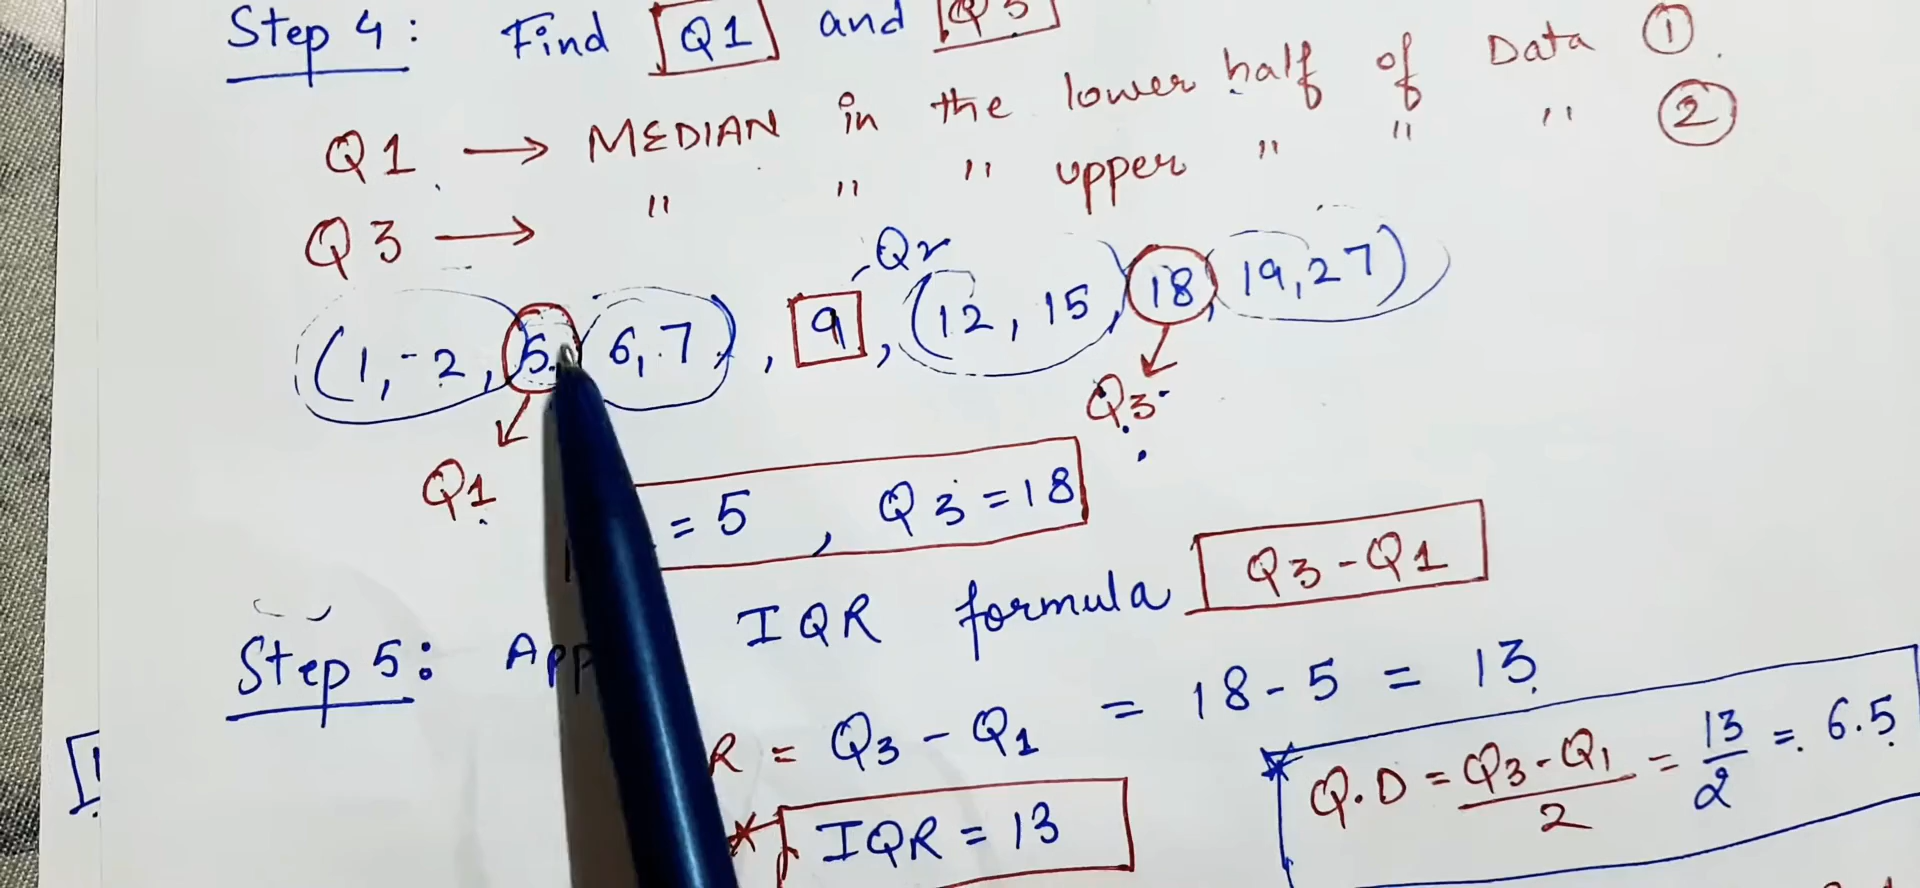 Step 4: Find Q1 and Q3
Q1 → MEDIAN in the lower half of Data ①.
Q3 → " " " upper " " " ②
Q2
(1, -2, 5, 6, 7), 9, (12, 15, 18, 19, 27)
Q1 Q3
= 5, Q3 = 18
Step 5: App IQR formula Q3 - Q1
R = Q3 - Q1 = 18 - 5 = 13
IQR = 13
Q.D = Q3 - Q1 / 2 = 13 / 2 = 6.5